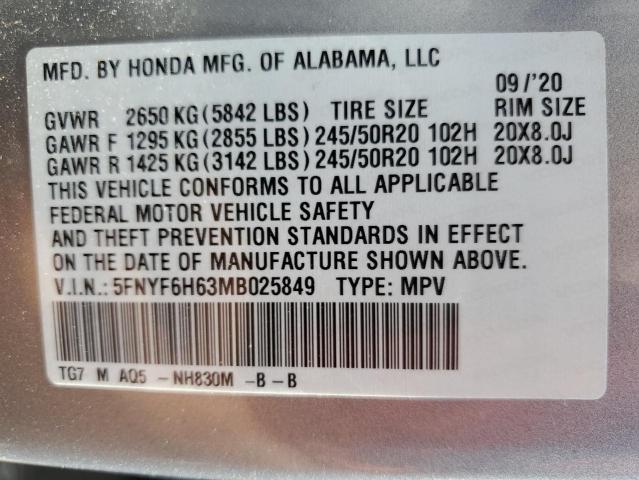 MFD. BY HONDA MFG. OF ALABAMA, LLC
09/'20
GVWR 2650 KG (5842 LBS) TIRE SIZE RIM SIZE
GAWR F 1295 KG (2855 LBS) 245/50R20 102H 20X8.0J
GAWR R 1425 KG (3142 LBS) 245/50R20 102H 20X8.0J
THIS VEHICLE CONFORMS TO ALL APPLICABLE
FEDERAL MOTOR VEHICLE SAFETY
AND THEFT PREVENTION STANDARDS IN EFFECT
ON THE DATE OF MANUFACTURE SHOWN ABOVE.
V.I.N.: 5FNYF6H63MB025849 TYPE: MPV
TG7 M AQ5 - NH830M -B - B